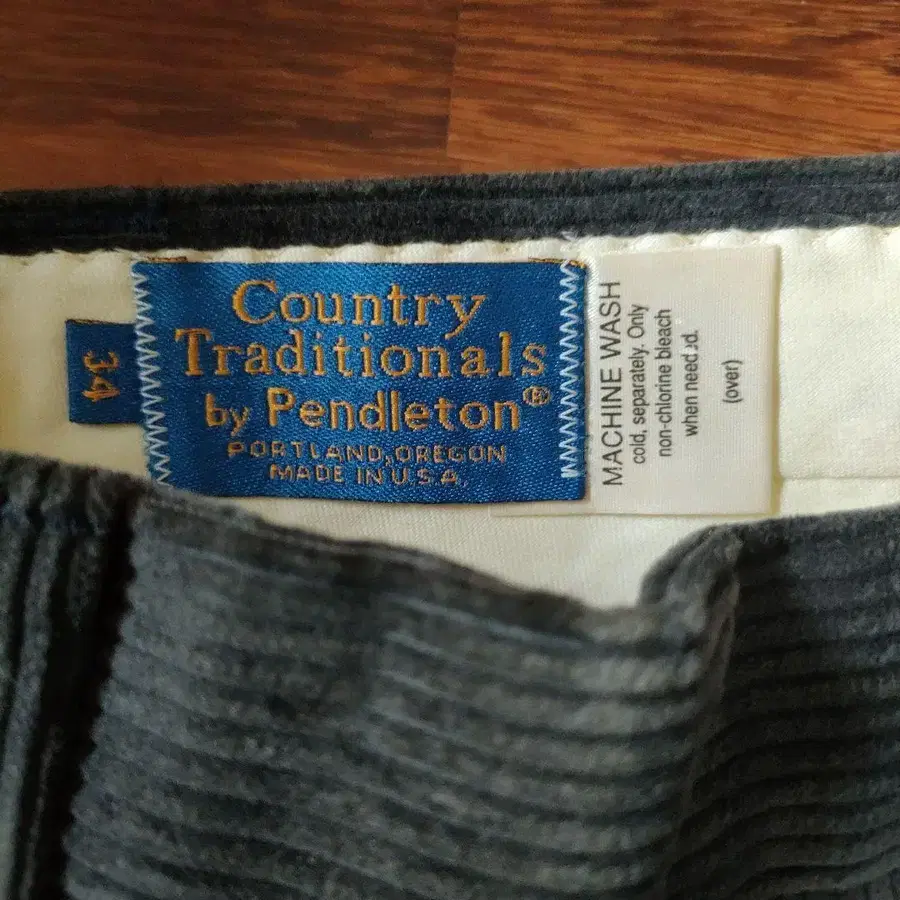 34
Country
Traditionals
by Pendleton®
PORTLAND, OREGON
MADE IN U.S.A.
MACHINE WASH
cold, separately. Only
non-chlorine bleach
when needed.
(over)